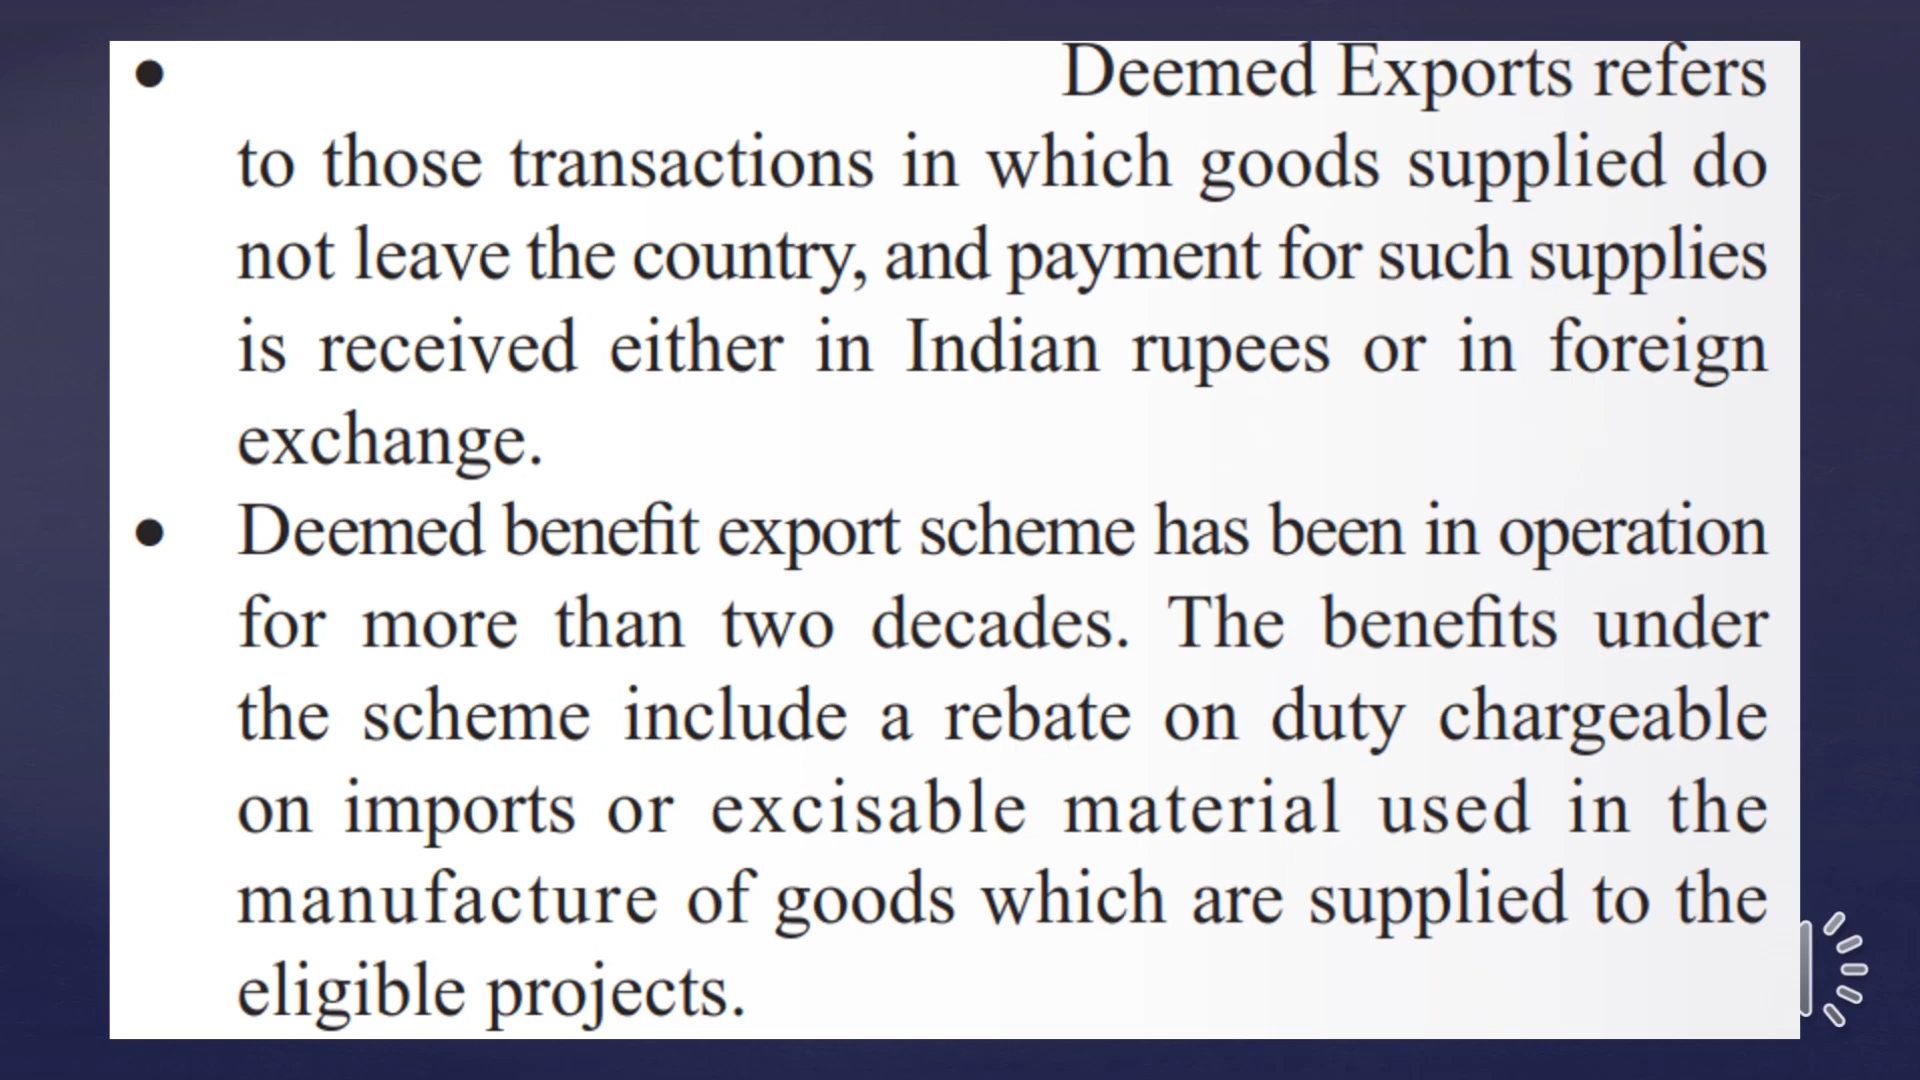 • Deemed Exports refers
to those transactions in which goods supplied do
not leave the country, and payment for such supplies
is received either in Indian rupees or in foreign
exchange.
• Deemed benefit export scheme has been in operation
for more than two decades. The benefits under
the scheme include a rebate on duty chargeable
on imports or excisable material used in the
manufacture of goods which are supplied to the
eligible projects.